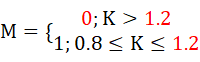 M = {0; K > 1.2
1; 0.8 ≤ K ≤ 1.2